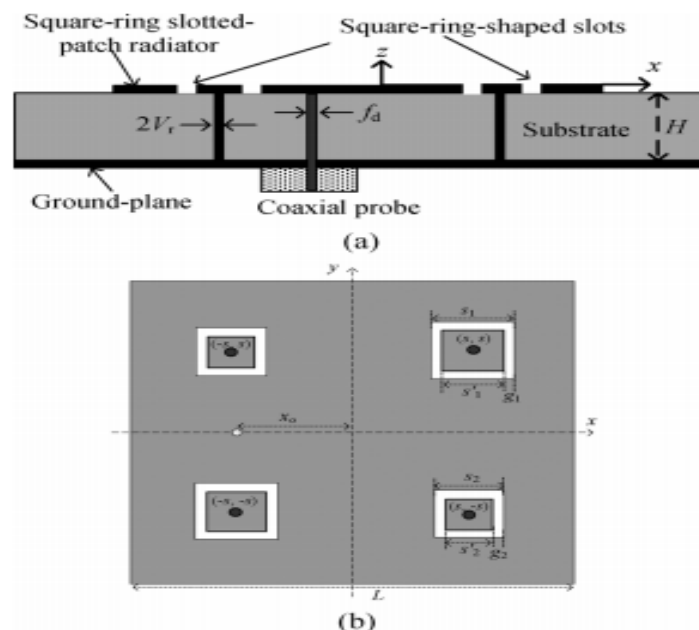 Square-ring slotted-
patch radiator
Square-ring-shaped slots
z
x
2Vr
fd
Substrate
H
Ground-plane
Coaxial probe
(a)
y
s1
(-s, s)
(s, s)
s'1
g1
xo
x
s2
(-s, -s)
(s, -s)
s'2
g2
L
(b)